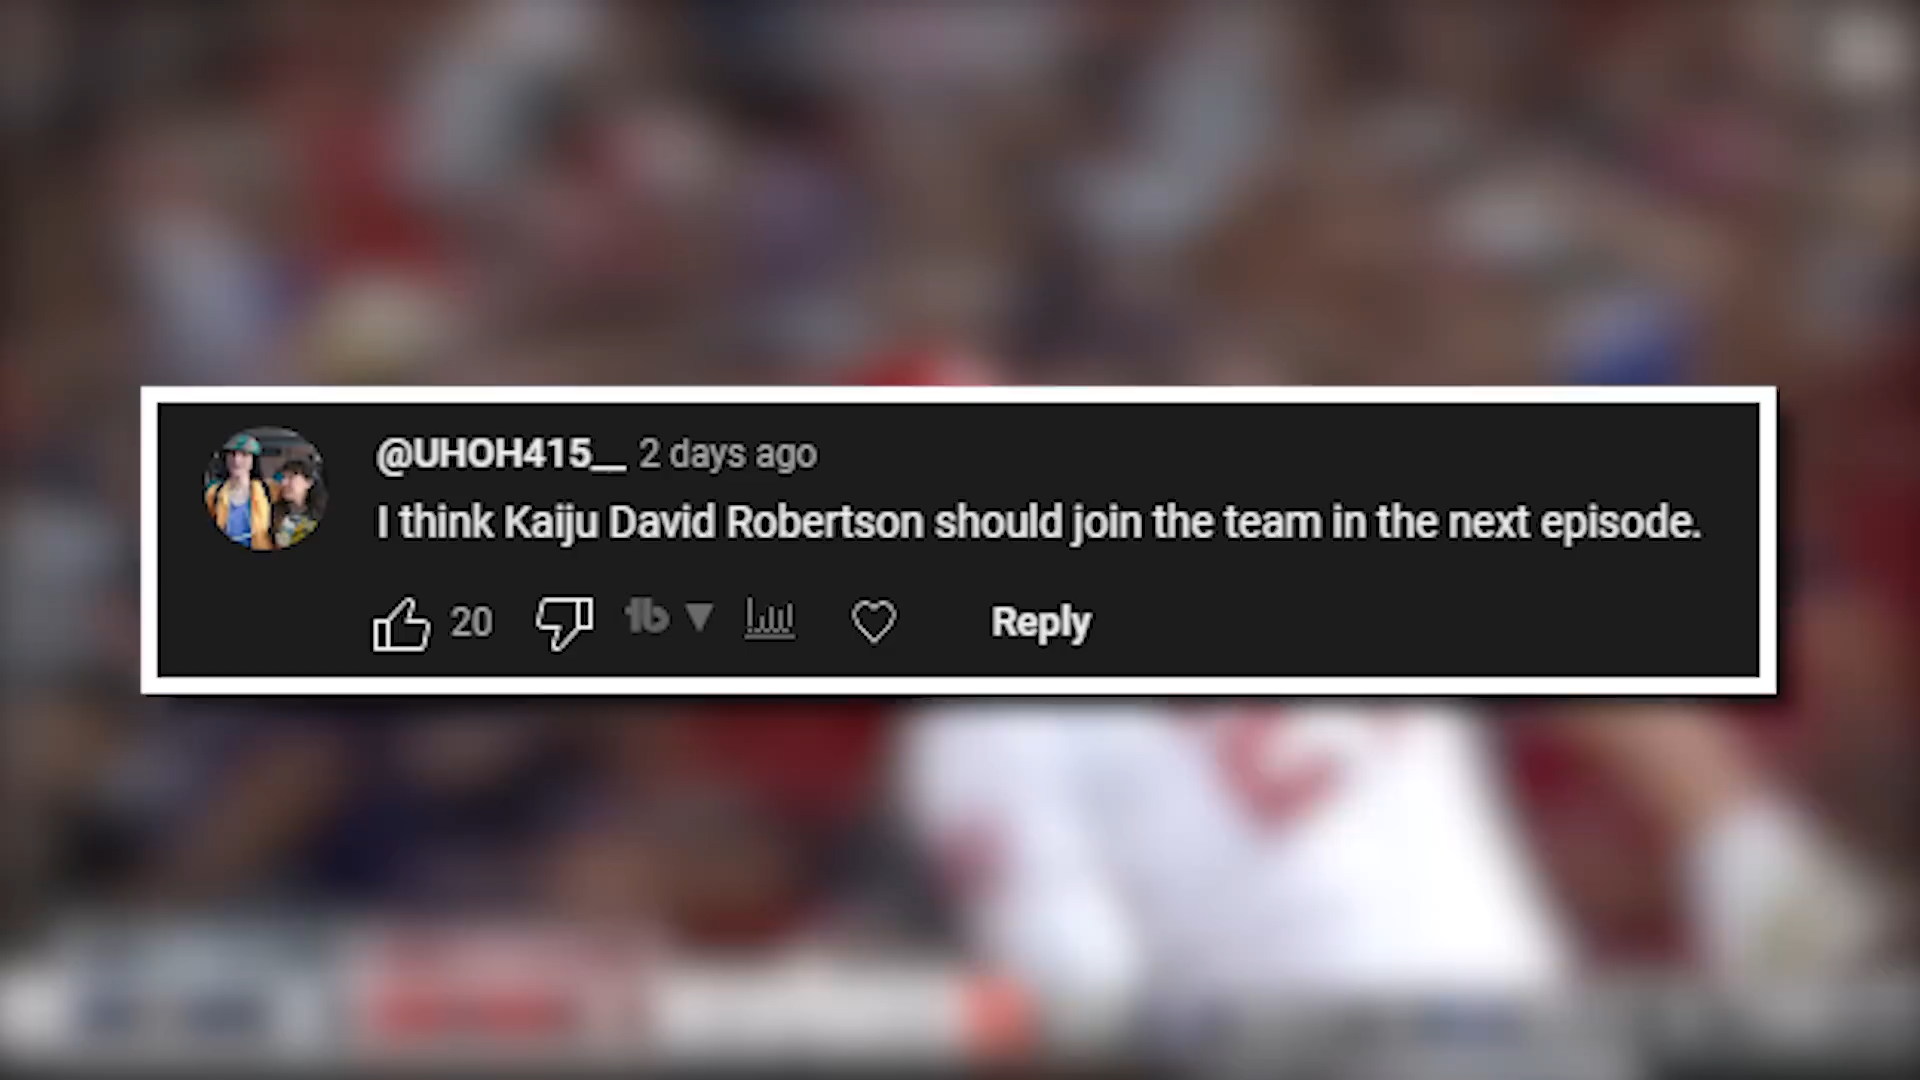 @UHOH415__ 2 days ago
I think Kaiju David Robertson should join the team in the next episode.
20 Reply